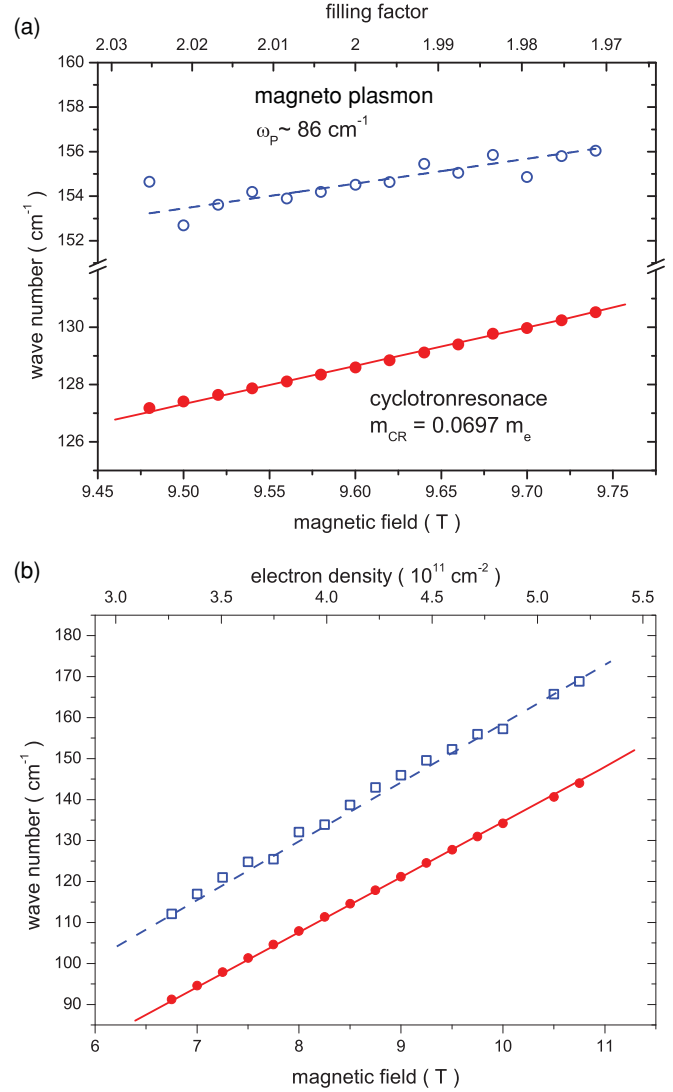 (a)
filling factor
2.03 2.02 2.01 2 1.99 1.98 1.97
160
158
156
154
152
130
128
126
wave number ( cm-1)
magneto plasmon
ωP~ 86 cm-1
cyclotronresonace
mCR = 0.0697 me
9.45 9.50 9.55 9.60 9.65 9.70 9.75
magnetic field ( T )
(b)
electron density ( 1011 cm-2 )
3.0 3.5 4.0 4.5 5.0 5.5
180
170
160
150
140
130
120
110
100
90
wave number ( cm-1)
6 7 8 9 10 11
magnetic field ( T )